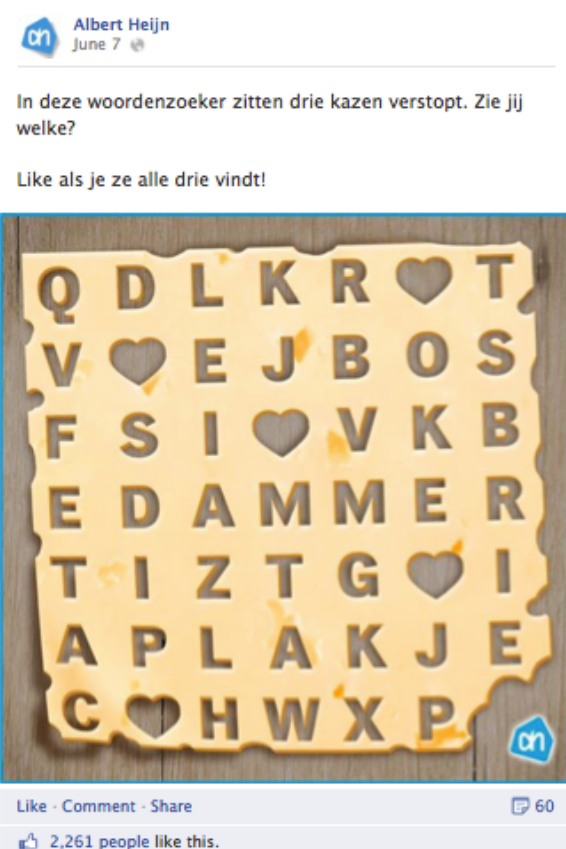 Albert Heijn
June 7
In deze woordenzoeker zitten drie kazen verstopt. Zie jij
welke?
Like als je ze alle drie vindt!
Q D L K R T
V E J B O S
F S I V K B
E D A M M E R
T I Z T G I
A P L A K J E
C H W X P
ah
Like · Comment · Share 60
2,261 people like this.